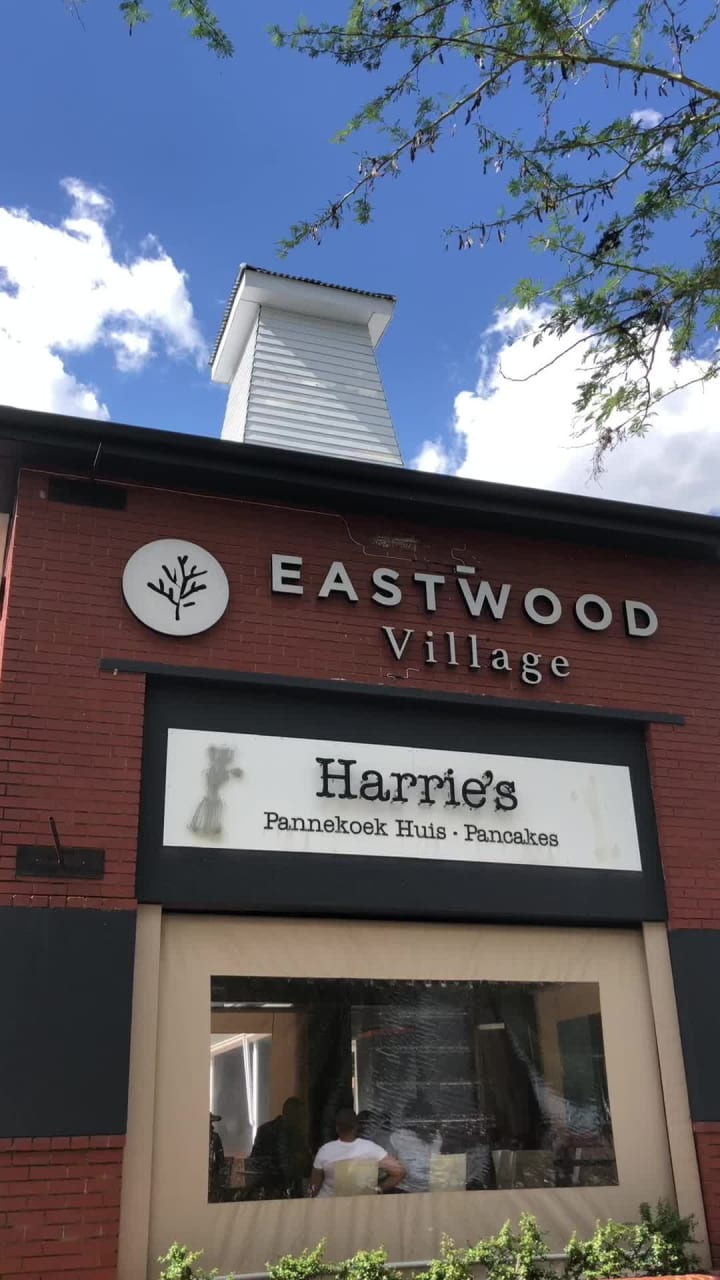 EASTWOOD
Village
Harrie's
Pannekoek Huis · Pancakes